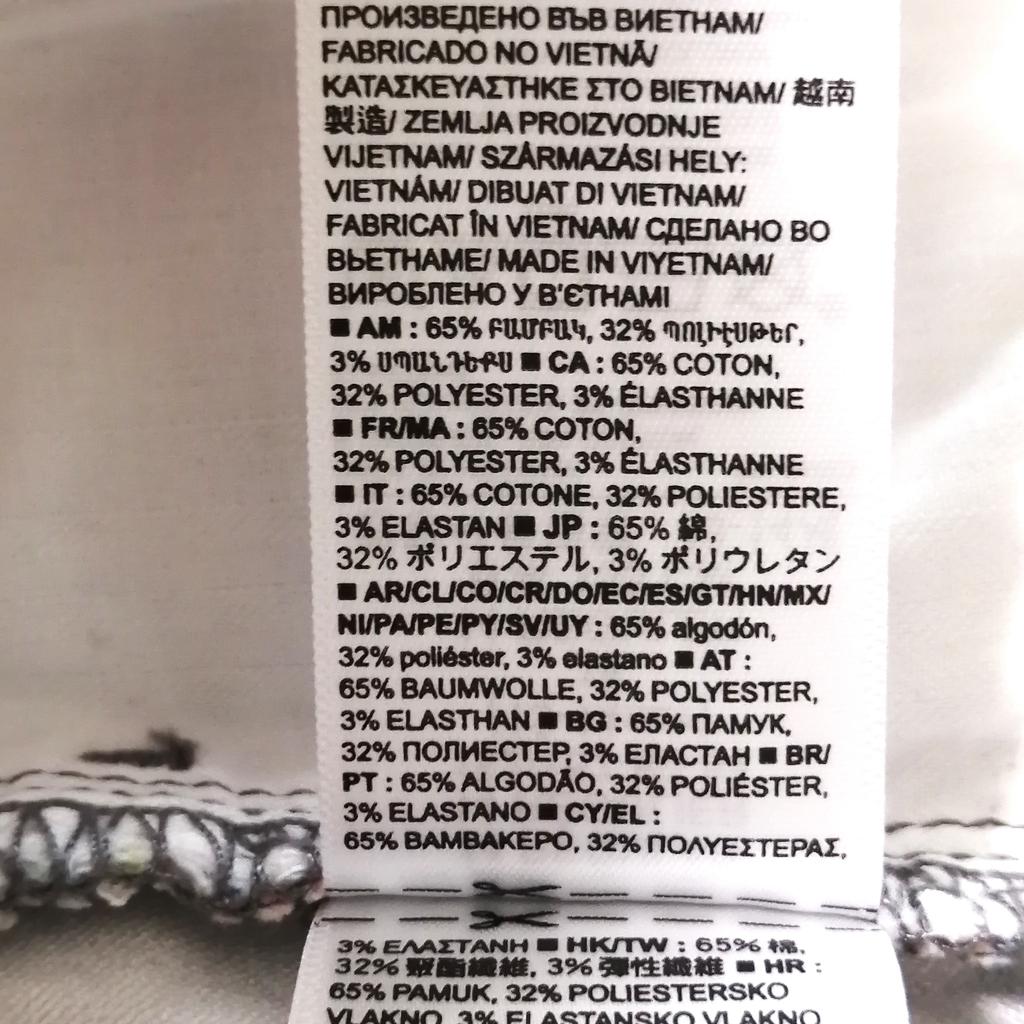 ПРОИЗВЕДЕНО ВЪВ ВИЕТНАМ/
FABRICADO NO VIETNÃ/
ΚΑΤΑΣΚΕΥΑΣΤΗΚΕ ΣΤΟ ΒΙΕΤΝΑΜ/ 越南
製造/ ZEMLJA PROIZVODNJE
VIJETNAM/ SZÁRMAZÁSI HELY:
VIETNÁM/ DIBUAT DI VIETNAM/
FABRICAT ÎN VIETNAM/ СДЕЛАНО ВО
ВЬЕТНАМЕ/ MADE IN VIYETNAM/
ВИРОБЛЕНО У В'ЄТНАМІ
■ AM : 65% ԲԱՄԲԱԿ, 32% ՊՈԼԻԷՍԹԵՐ,
3% ՍՊԱՆԴԵՔՍ ■ CA : 65% COTON,
32% POLYESTER, 3% ÉLASTHANNE
■ FR/MA : 65% COTON,
32% POLYESTER, 3% ÉLASTHANNE
■ IT : 65% COTONE, 32% POLIESTERE,
3% ELASTAN ■ JP : 65% 綿,
32% ポリエステル, 3% ポリウレタン
■ AR/CL/CO/CR/DO/EC/ES/GT/HN/MX/
NI/PA/PE/PY/SV/UY : 65% algodón,
32% poliéster, 3% elastano ■ AT :
65% BAUMWOLLE, 32% POLYESTER,
3% ELASTHAN ■ BG : 65% ПАМУК,
32% ПОЛИЕСТЕР, 3% ЕЛАСТАН ■ BR/
PT : 65% ALGODÃO, 32% POLIÉSTER,
3% ELASTANO ■ CY/EL :
65% ΒΑΜΒΑΚΕΡΟ, 32% ΠΟΛΥΕΣΤΕΡΑΣ,
3% ΕΛΑΣΤΑΝΗ ■ HK/TW : 65% 棉,
32% 聚酯纖維, 3% 彈性纖維 ■ HR :
65% PAMUK, 32% POLIESTERSKO
VLAKNO, 3% ELASTANSKO VLAKNO